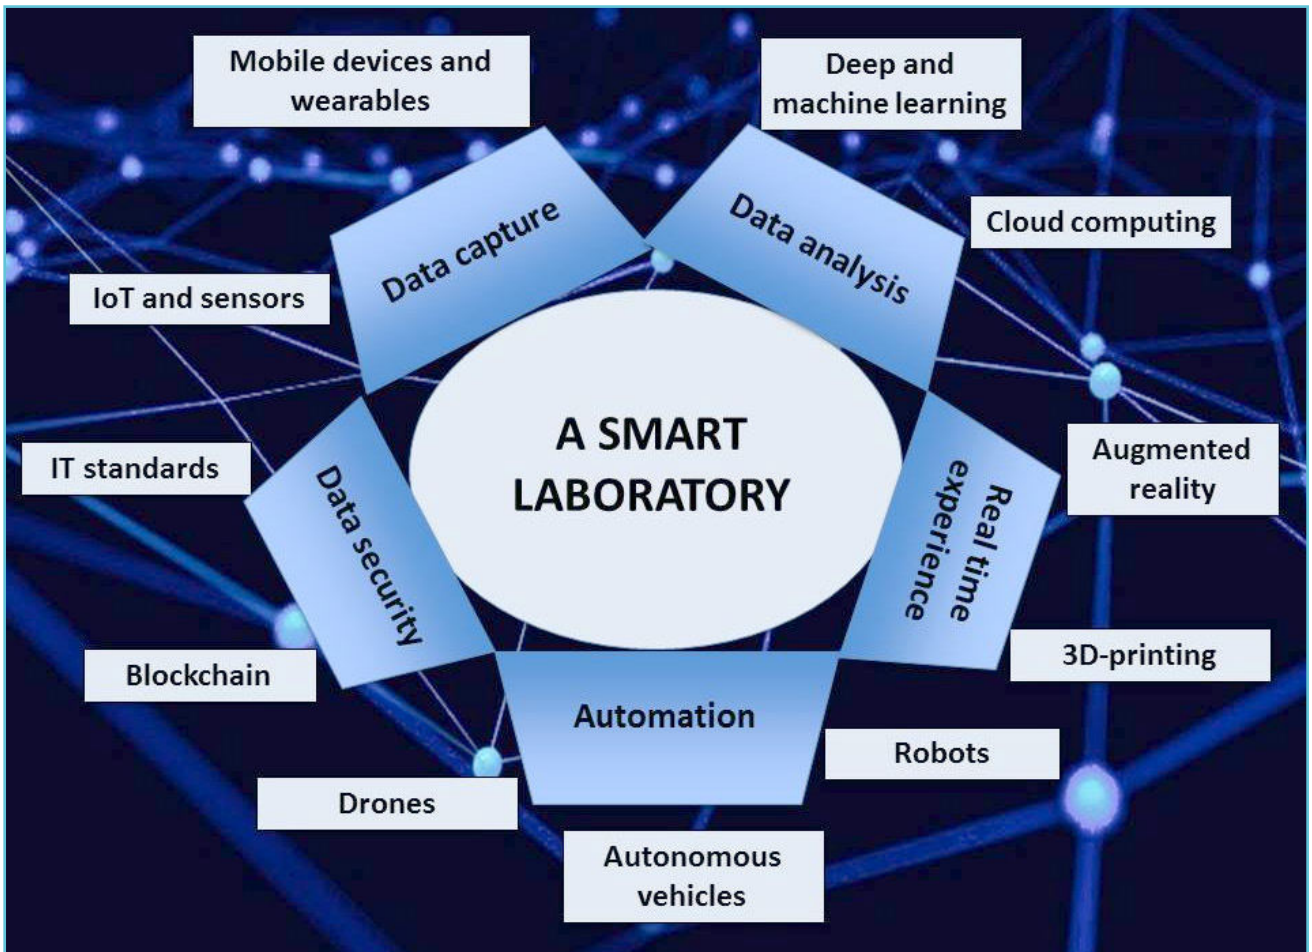 Mobile devices and
wearables
Deep and
machine learning
Data capture
Data analysis
Cloud computing
IoT and sensors
A SMART
LABORATORY
IT standards
Data security
Real time
experience
Augmented
reality
Blockchain
3D-printing
Automation
Robots
Drones
Autonomous
vehicles